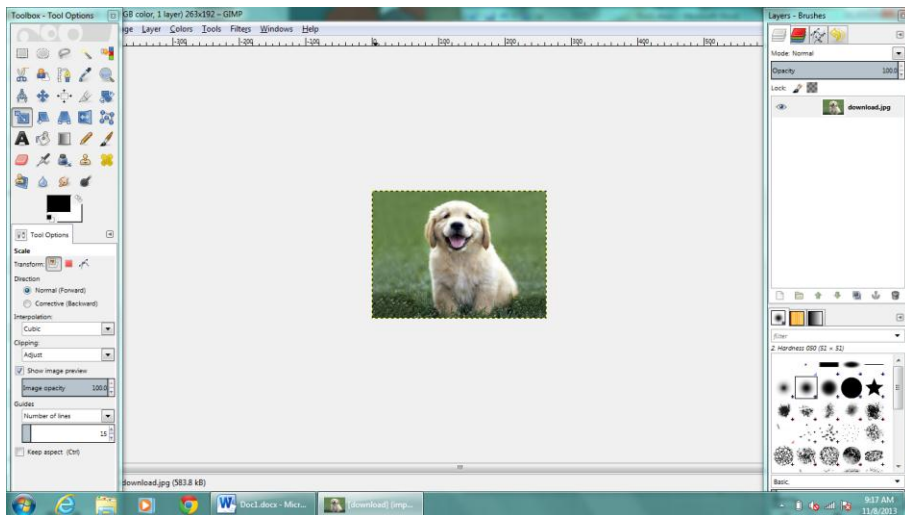 Toolbox - Tool Options
GB color, 1 layer) 263x192 – GIMP
Layers - Brushes
ge Layer Colors Tools Filters Windows Help
Mode: Normal
Opacity 100.0
Lock:
download.jpg
Tool Options
Scale
Transform:
Direction
Normal (Forward)
Corrective (Backward)
Interpolation:
Cubic
Clipping:
Adjust
Show image preview
Image opacity 100.0
Guides
Number of lines
15
Keep aspect (Ctrl)
filter
2. Hardness 050 (51 × 51)
Basic,
download.jpg (583.8 kB)
Doc1.docx - Micr...
[download] (imp...
9:17 AM
11/8/2013